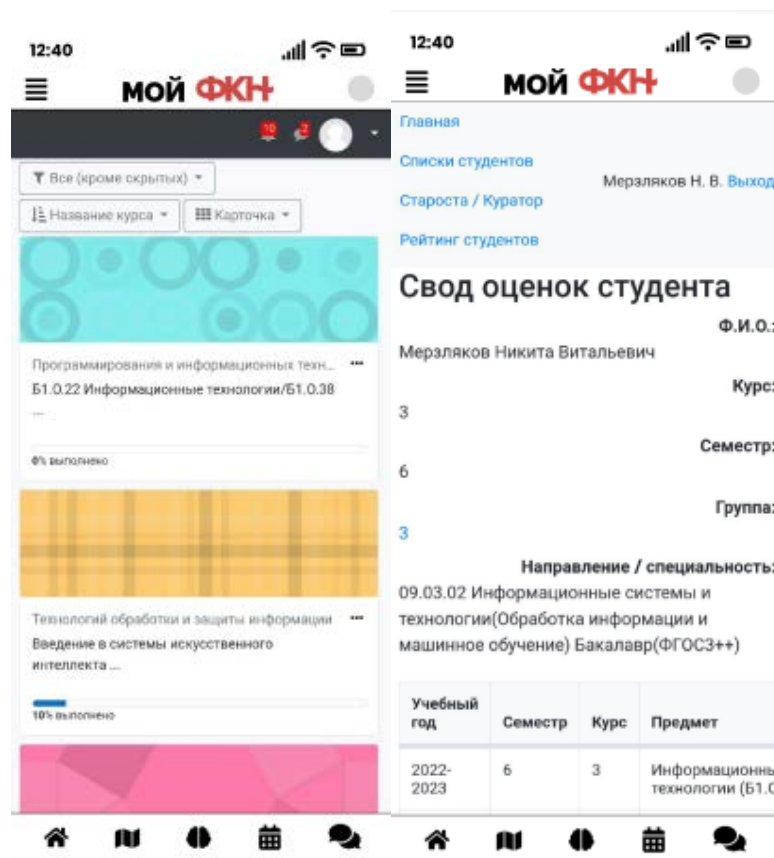 12:40
мой ФКН
10 2
Все (кроме скрытых)
Название курса
Карточка
Программирования и информационных техн...
Б1.О.22 Информационные технологии/Б1.О.38
...
0% выполнено
Технологий обработки и защиты информации
Введение в системы искусственного
интеллекта ...
10% выполнено
12:40
мой ФКН
Главная
Списки студентов
Мерзляков Н. В. Выход
Староста / Куратор
Рейтинг студентов
Свод оценок студента
Ф.И.О.:
Мерзляков Никита Витальевич
Курс:
3
Семестр:
6
Группа:
3
Направление / специальность:
09.03.02 Информационные системы и
технологии(Обработка информации и
машинное обучение) Бакалавр(ФГОС3++)
Учебный
год Семестр Курс Предмет
2022- 6 3 Информационны
2023 технологии (Б1.О